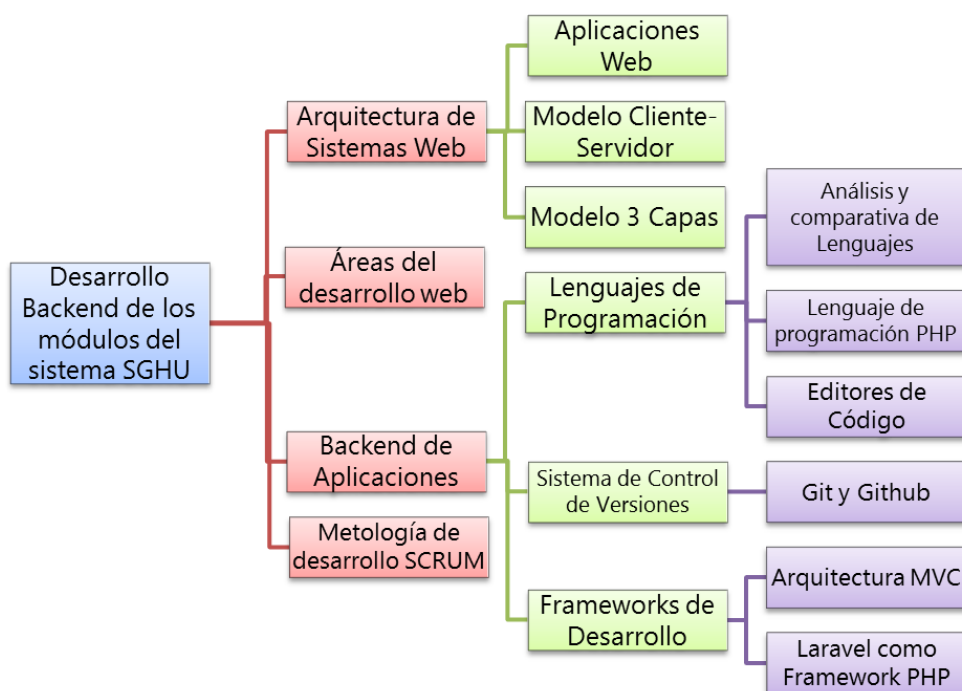 Desarrollo
Backend de los
módulos del
sistema SGHU
Arquitectura de
Sistemas Web
Aplicaciones
Web
Modelo Cliente-
Servidor
Modelo 3 Capas
Áreas del
desarrollo web
Backend de
Aplicaciones
Lenguajes de
Programación
Análisis y
comparativa de
Lenguajes
Lenguaje de
programación PHP
Editores de
Código
Sistema de Control
de Versiones
Git y Github
Frameworks de
Desarrollo
Arquitectura MVC
Laravel como
Framework PHP
Metología de
desarrollo SCRUM